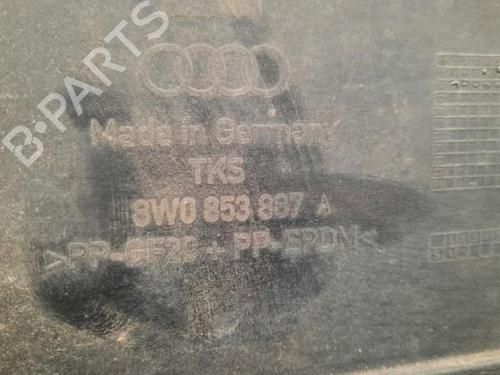 B-PARTS
Made in Germany
TKS
8W0 853 887 A
>PP-GF20 + PP-EPDM<